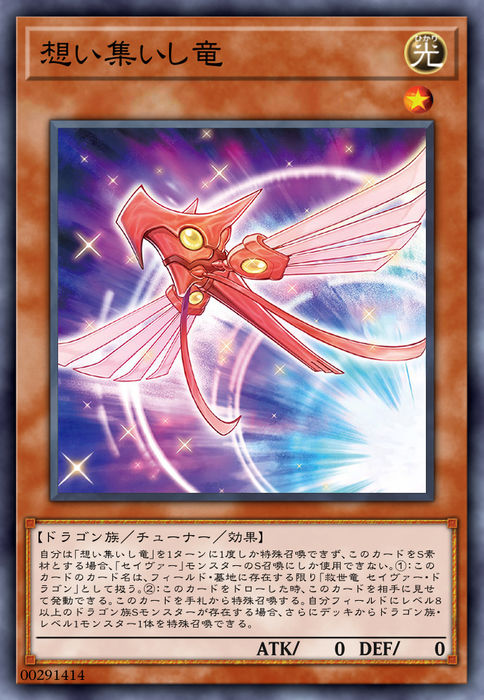 想い集いし竜
ひかり
光
【ドラゴン族／チューナー／効果】
自分は「想い集いし竜」を1ターンに1度しか特殊召喚できず、このカードをS素
材とする場合、「セイヴァー」モンスターのS召喚にしか使用できない。①：こ
のカードのカード名は、フィールド・墓地に存在する限り「救世竜 セイヴァー・ド
ラゴン」として扱う。②：このカードをドローした時、このカードを相手に見せ
て発動できる。このカードを手札から特殊召喚する。自分フィールドにレベル8
以上のドラゴン族Sモンスターが存在する場合、さらにデッキからドラゴン族・
レベル1モンスター1体を特殊召喚できる。
ATK/ 0 DEF/ 0
00291414